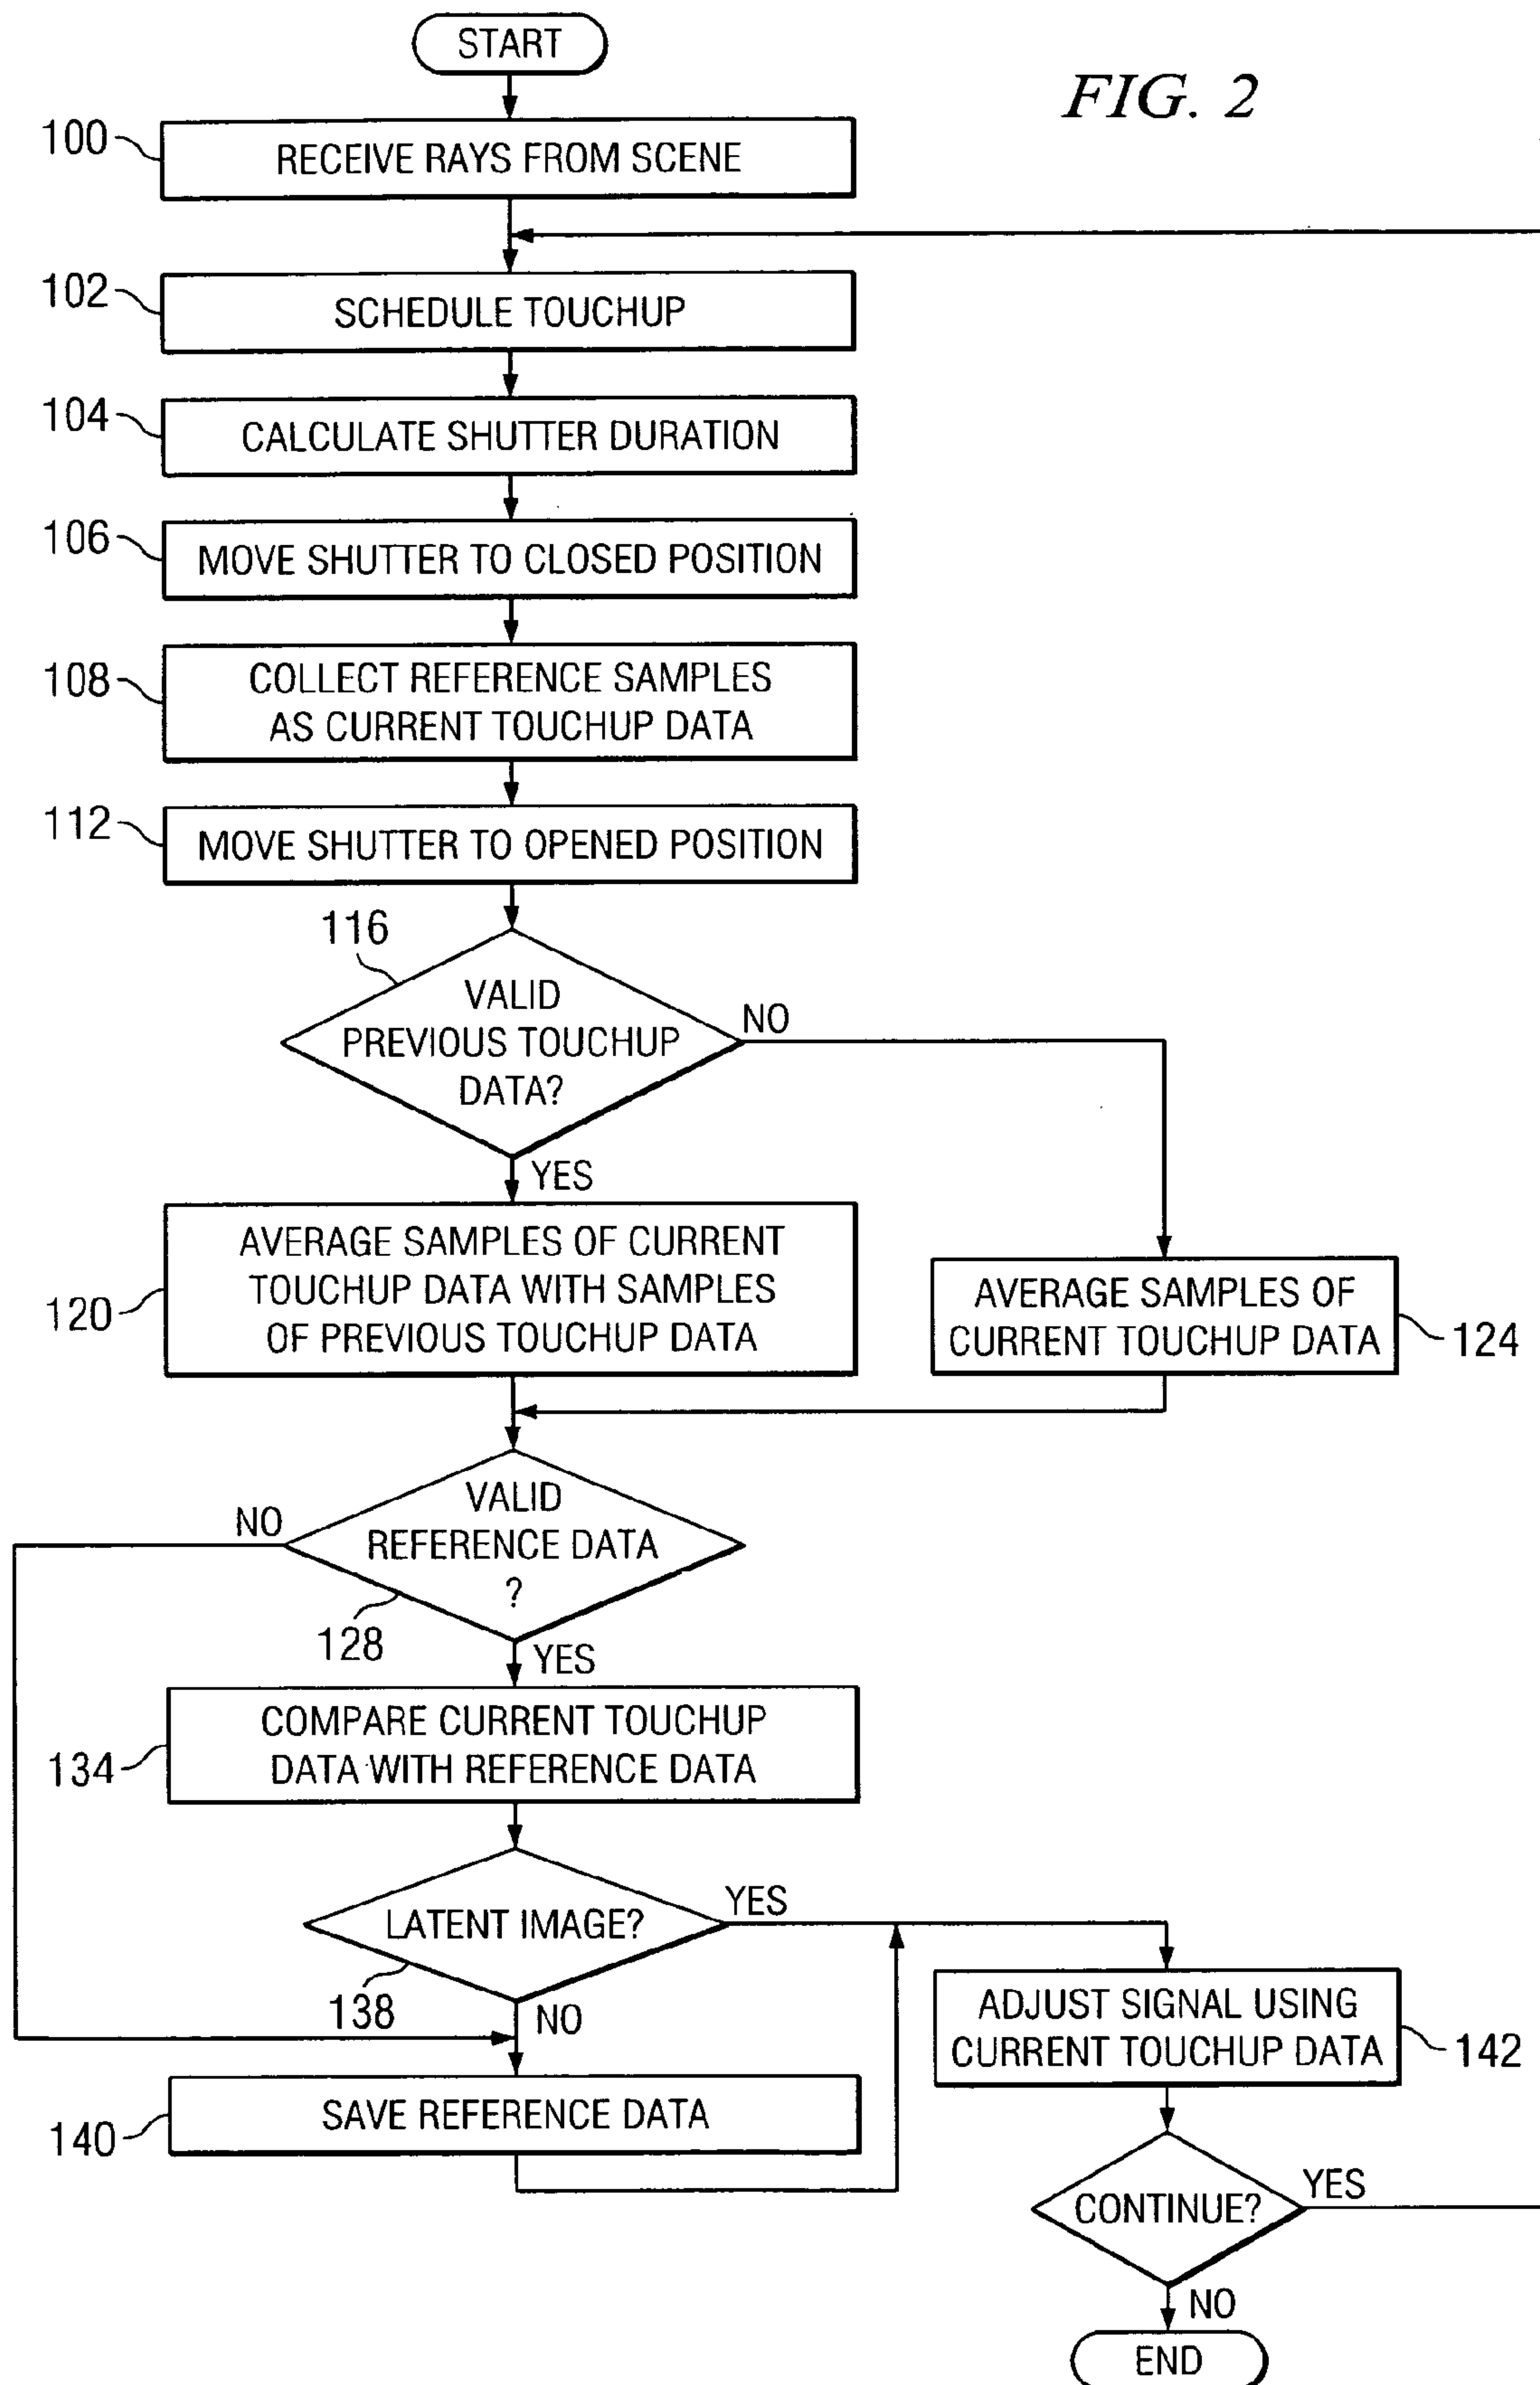 START
FIG. 2
100
RECEIVE RAYS FROM SCENE
102
SCHEDULE TOUCHUP
104
CALCULATE SHUTTER DURATION
106
MOVE SHUTTER TO CLOSED POSITION
108
COLLECT REFERENCE SAMPLES
AS CURRENT TOUCHUP DATA
112
MOVE SHUTTER TO OPENED POSITION
116
VALID
PREVIOUS TOUCHUP
DATA?
NO
YES
120
AVERAGE SAMPLES OF CURRENT
TOUCHUP DATA WITH SAMPLES
OF PREVIOUS TOUCHUP DATA
AVERAGE SAMPLES OF
CURRENT TOUCHUP DATA
124
NO
VALID
REFERENCE DATA
?
128
YES
134
COMPARE CURRENT TOUCHUP
DATA WITH REFERENCE DATA
LATENT IMAGE?
YES
138
NO
140
SAVE REFERENCE DATA
ADJUST SIGNAL USING
CURRENT TOUCHUP DATA
142
CONTINUE?
YES
NO
END